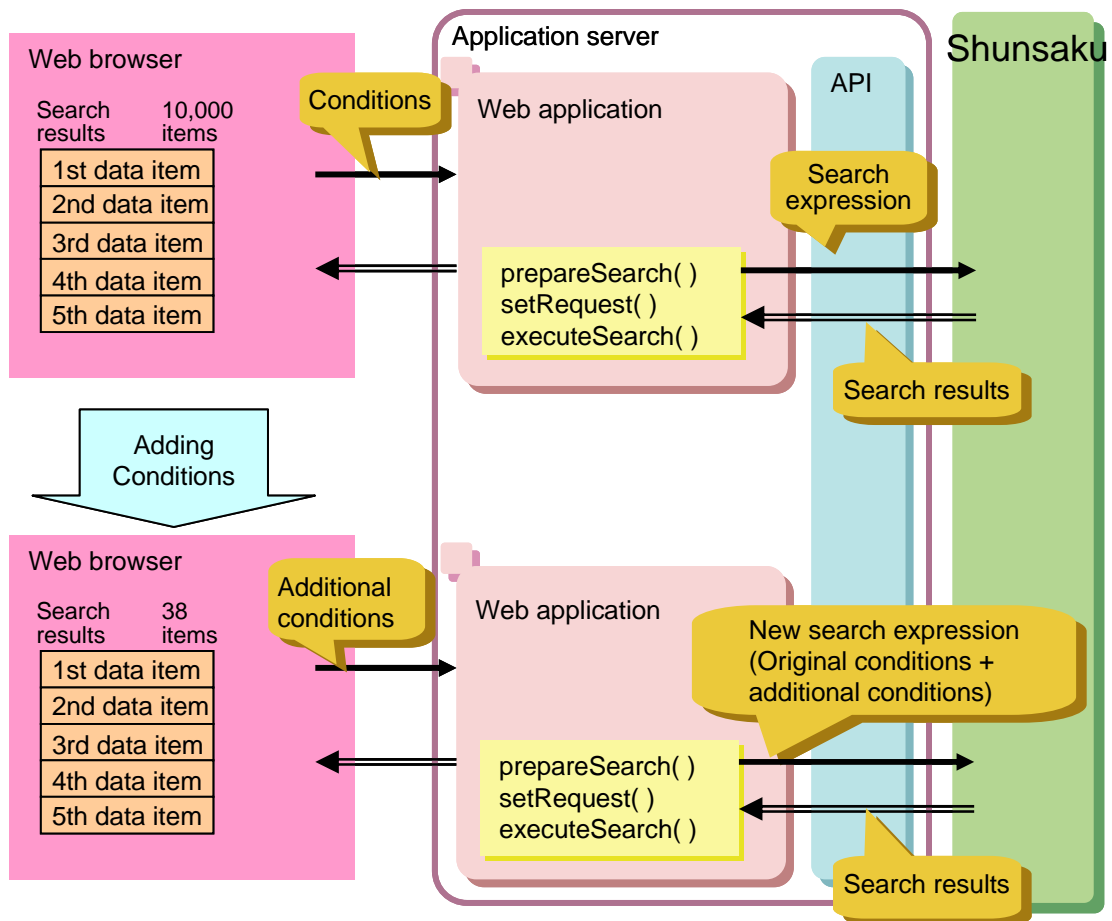 Application server
Shunsaku
Web browser
API
Search
results
10,000
items
Conditions
Web application
1st data item
2nd data item
3rd data item
4th data item
5th data item
Search
expression
prepareSearch( )
setRequest( )
executeSearch( )
Search results
Adding
Conditions
Web browser
Search
results
38
items
Additional
conditions
Web application
1st data item
2nd data item
3rd data item
4th data item
5th data item
New search expression
(Original conditions +
additional conditions)
prepareSearch( )
setRequest( )
executeSearch( )
Search results